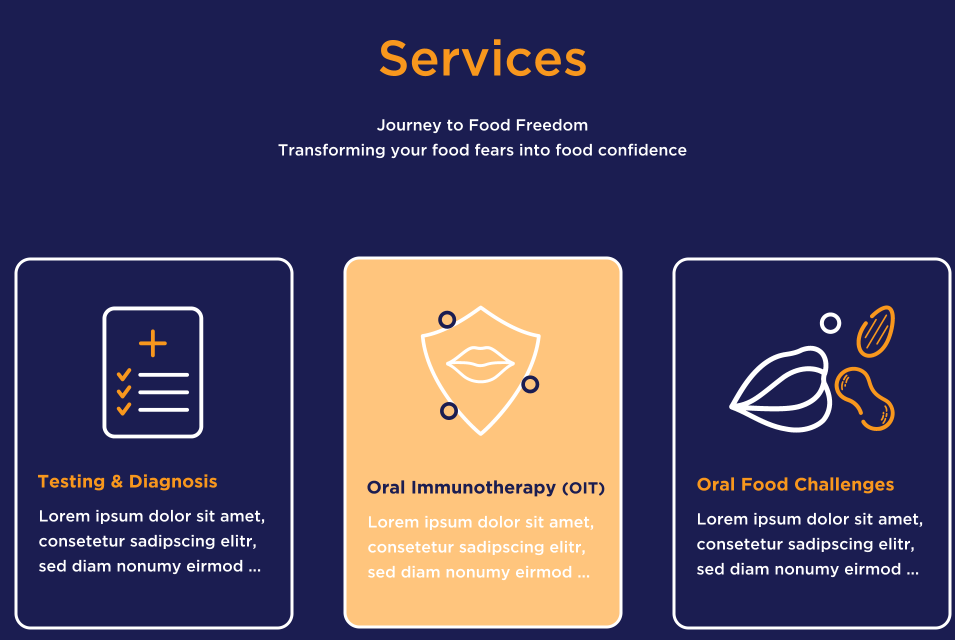 Services
Journey to Food Freedom
Transforming your food fears into food confidence
Testing & Diagnosis
Lorem ipsum dolor sit amet,
consetetur sadipscing elitr,
sed diam nonumy eirmod ...
Oral Immunotherapy (OIT)
Lorem ipsum dolor sit amet,
consetetur sadipscing elitr,
sed diam nonumy eirmod ...
Oral Food Challenges
Lorem ipsum dolor sit amet,
consetetur sadipscing elitr,
sed diam nonumy eirmod ...